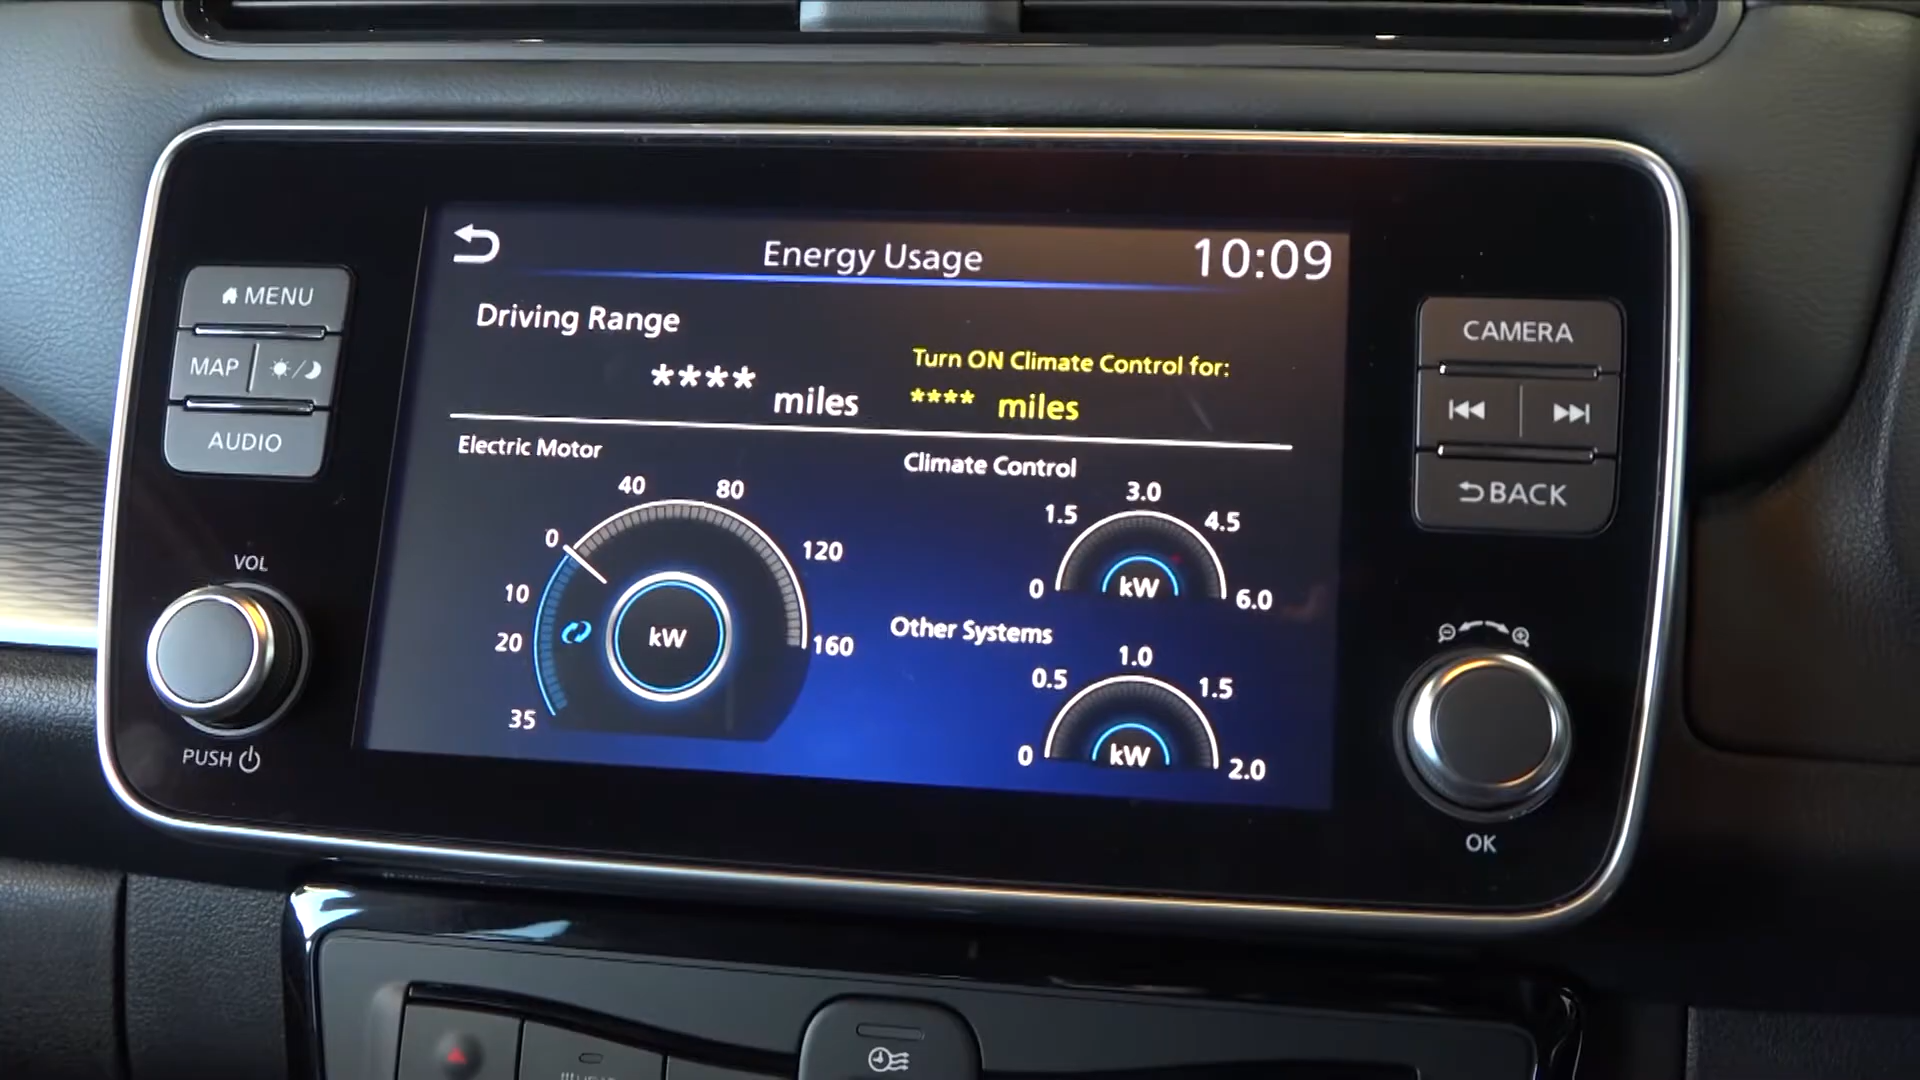 Energy Usage
10:09
MENU
MAP
AUDIO
VOL
PUSH
Driving Range
**** miles
Turn ON Climate Control for:
**** miles
Electric Motor
40
80
0
120
10
20
160
35
kW
Climate Control
3.0
1.5
4.5
0
6.0
kW
Other Systems
1.0
0.5
1.5
0
2.0
kW
CAMERA
BACK
OK